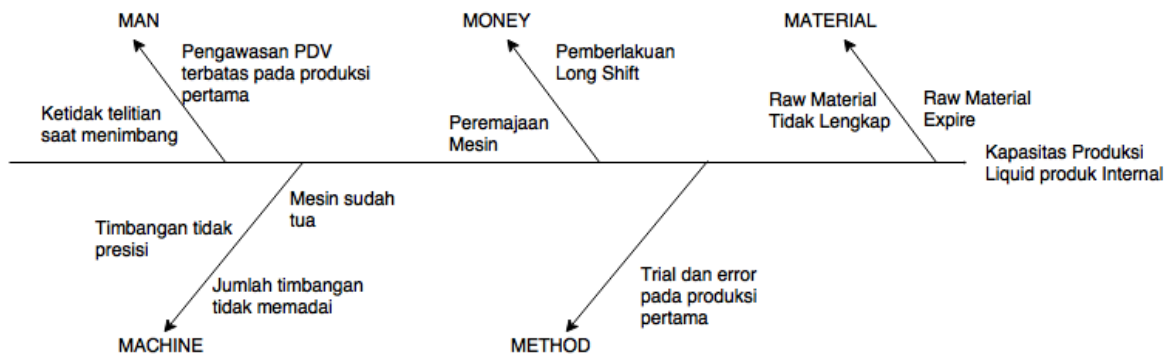 MAN
MONEY
MATERIAL
Pengawasan PDV
terbatas pada produksi
pertama
Ketidak telitian
saat menimbang
Pemberlakuan
Long Shift
Peremajaan
Mesin
Raw Material
Tidak Lengkap
Raw Material
Expire
Kapasitas Produksi
Liquid produk Internal
Mesin sudah
tua
Timbangan tidak
presisi
Jumlah timbangan
tidak memadai
Trial dan error
pada produksi
pertama
MACHINE
METHOD